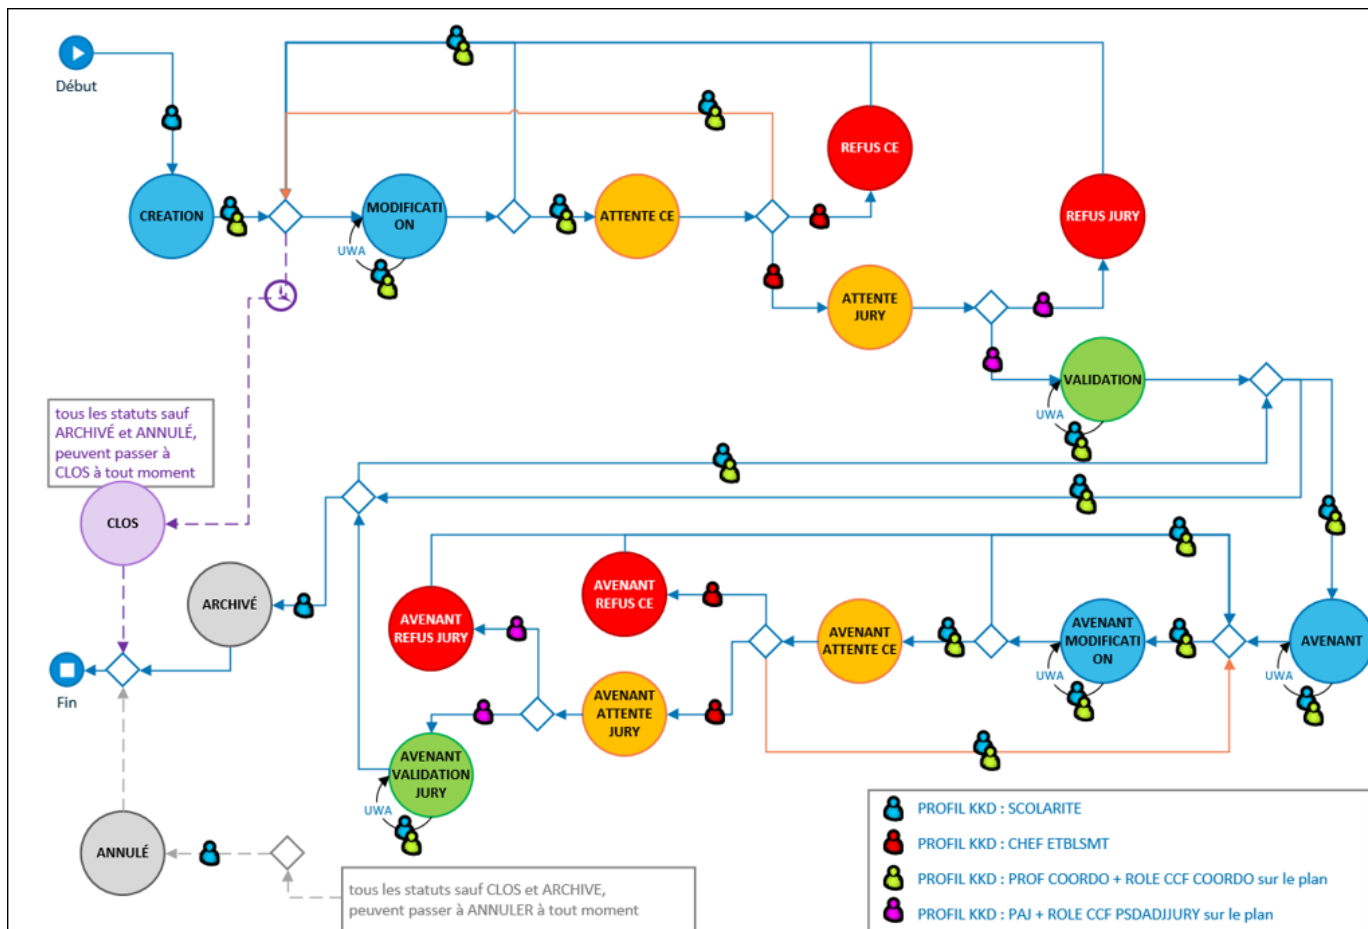 Début
CREATION
MODIFICATI
ON
UWA
ATTENTE CE
REFUS CE
REFUS JURY
ATTENTE
JURY
VALIDATION
UWA
tous les statuts sauf
ARCHIVÉ et ANNULÉ,
peuvent passer à
CLOS à tout moment
CLOS
ARCHIVÉ
Fin
AVENANT
REFUS JURY
AVENANT
REFUS CE
AVENANT
ATTENTE CE
AVENANT
MODIFICATI
ON
UWA
AVENANT
UWA
AVENANT
ATTENTE
JURY
AVENANT
VALIDATION
JURY
UWA
ANNULÉ
tous les statuts sauf CLOS et ARCHIVE,
peuvent passer à ANNULER à tout moment
PROFIL KKD : SCOLARITE
PROFIL KKD : CHEF ETBLSMT
PROFIL KKD : PROF COORDO + ROLE CCF COORDO sur le plan
PROFIL KKD : PAJ + ROLE CCF PSDADJJURY sur le plan